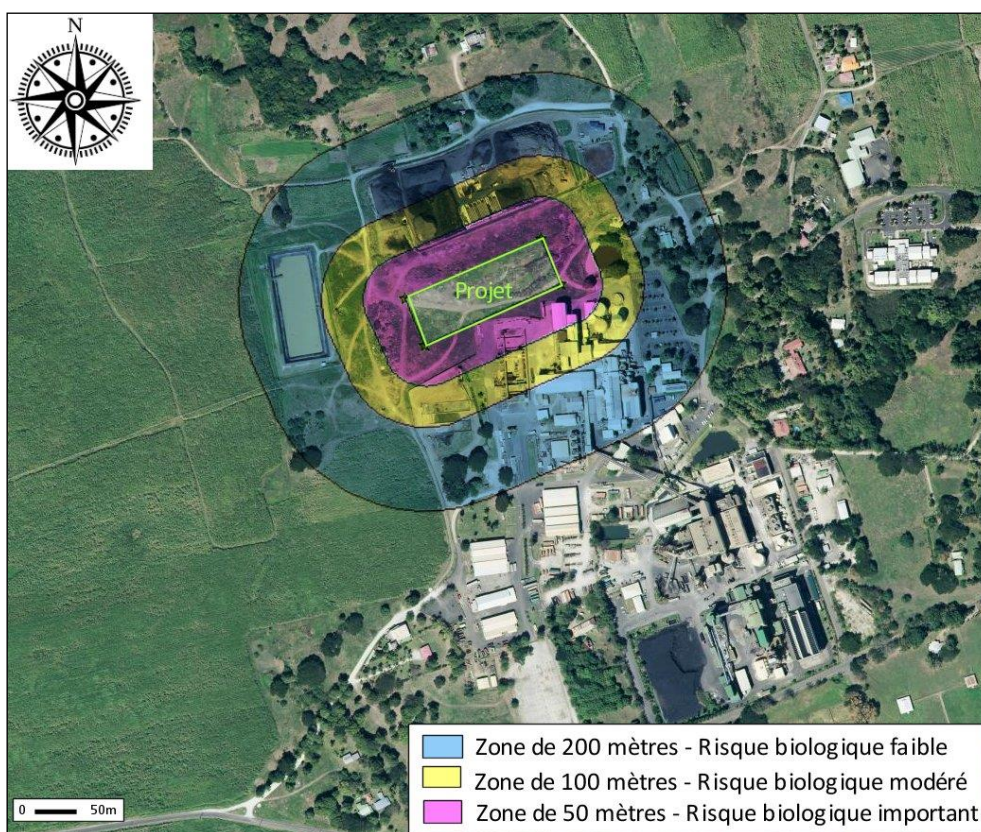 N
Projet
Zone de 200 mètres - Risque biologique faible
Zone de 100 mètres - Risque biologique modéré
Zone de 50 mètres - Risque biologique important
0 50m